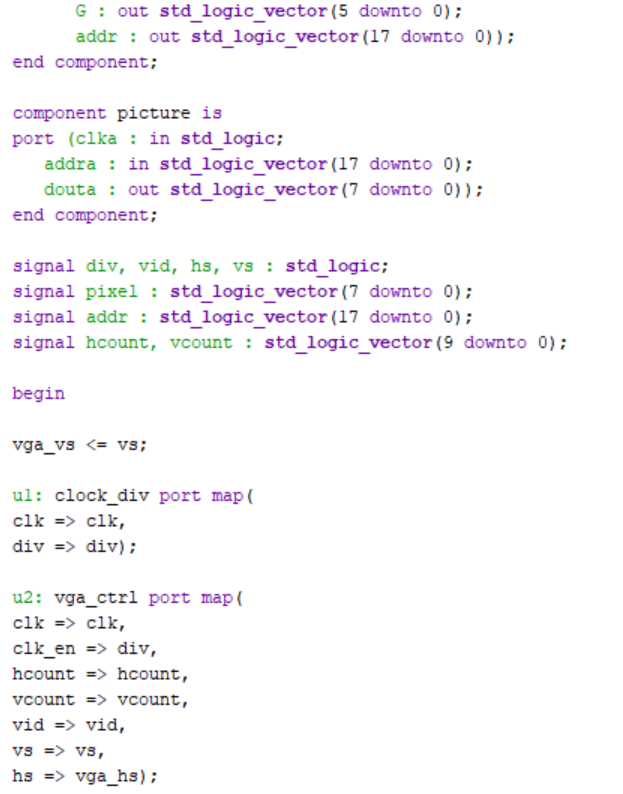 G : out std_logic_vector(5 downto 0);
addr : out std_logic_vector(17 downto 0));
end component;
component picture is
port (clka : in std_logic;
addra : in std_logic_vector(17 downto 0);
douta : out std_logic_vector(7 downto 0));
end component;
signal div, vid, hs, vs : std_logic;
signal pixel : std_logic_vector(7 downto 0);
signal addr : std_logic_vector(17 downto 0);
signal hcount, vcount : std_logic_vector(9 downto 0);
begin
vga_vs <= vs;
u1: clock_div port map(
clk => clk,
div => div);
u2: vga_ctrl port map(
clk => clk,
clk_en => div,
hcount => hcount,
vcount => vcount,
vid => vid,
vs => vs,
hs => vga_hs);